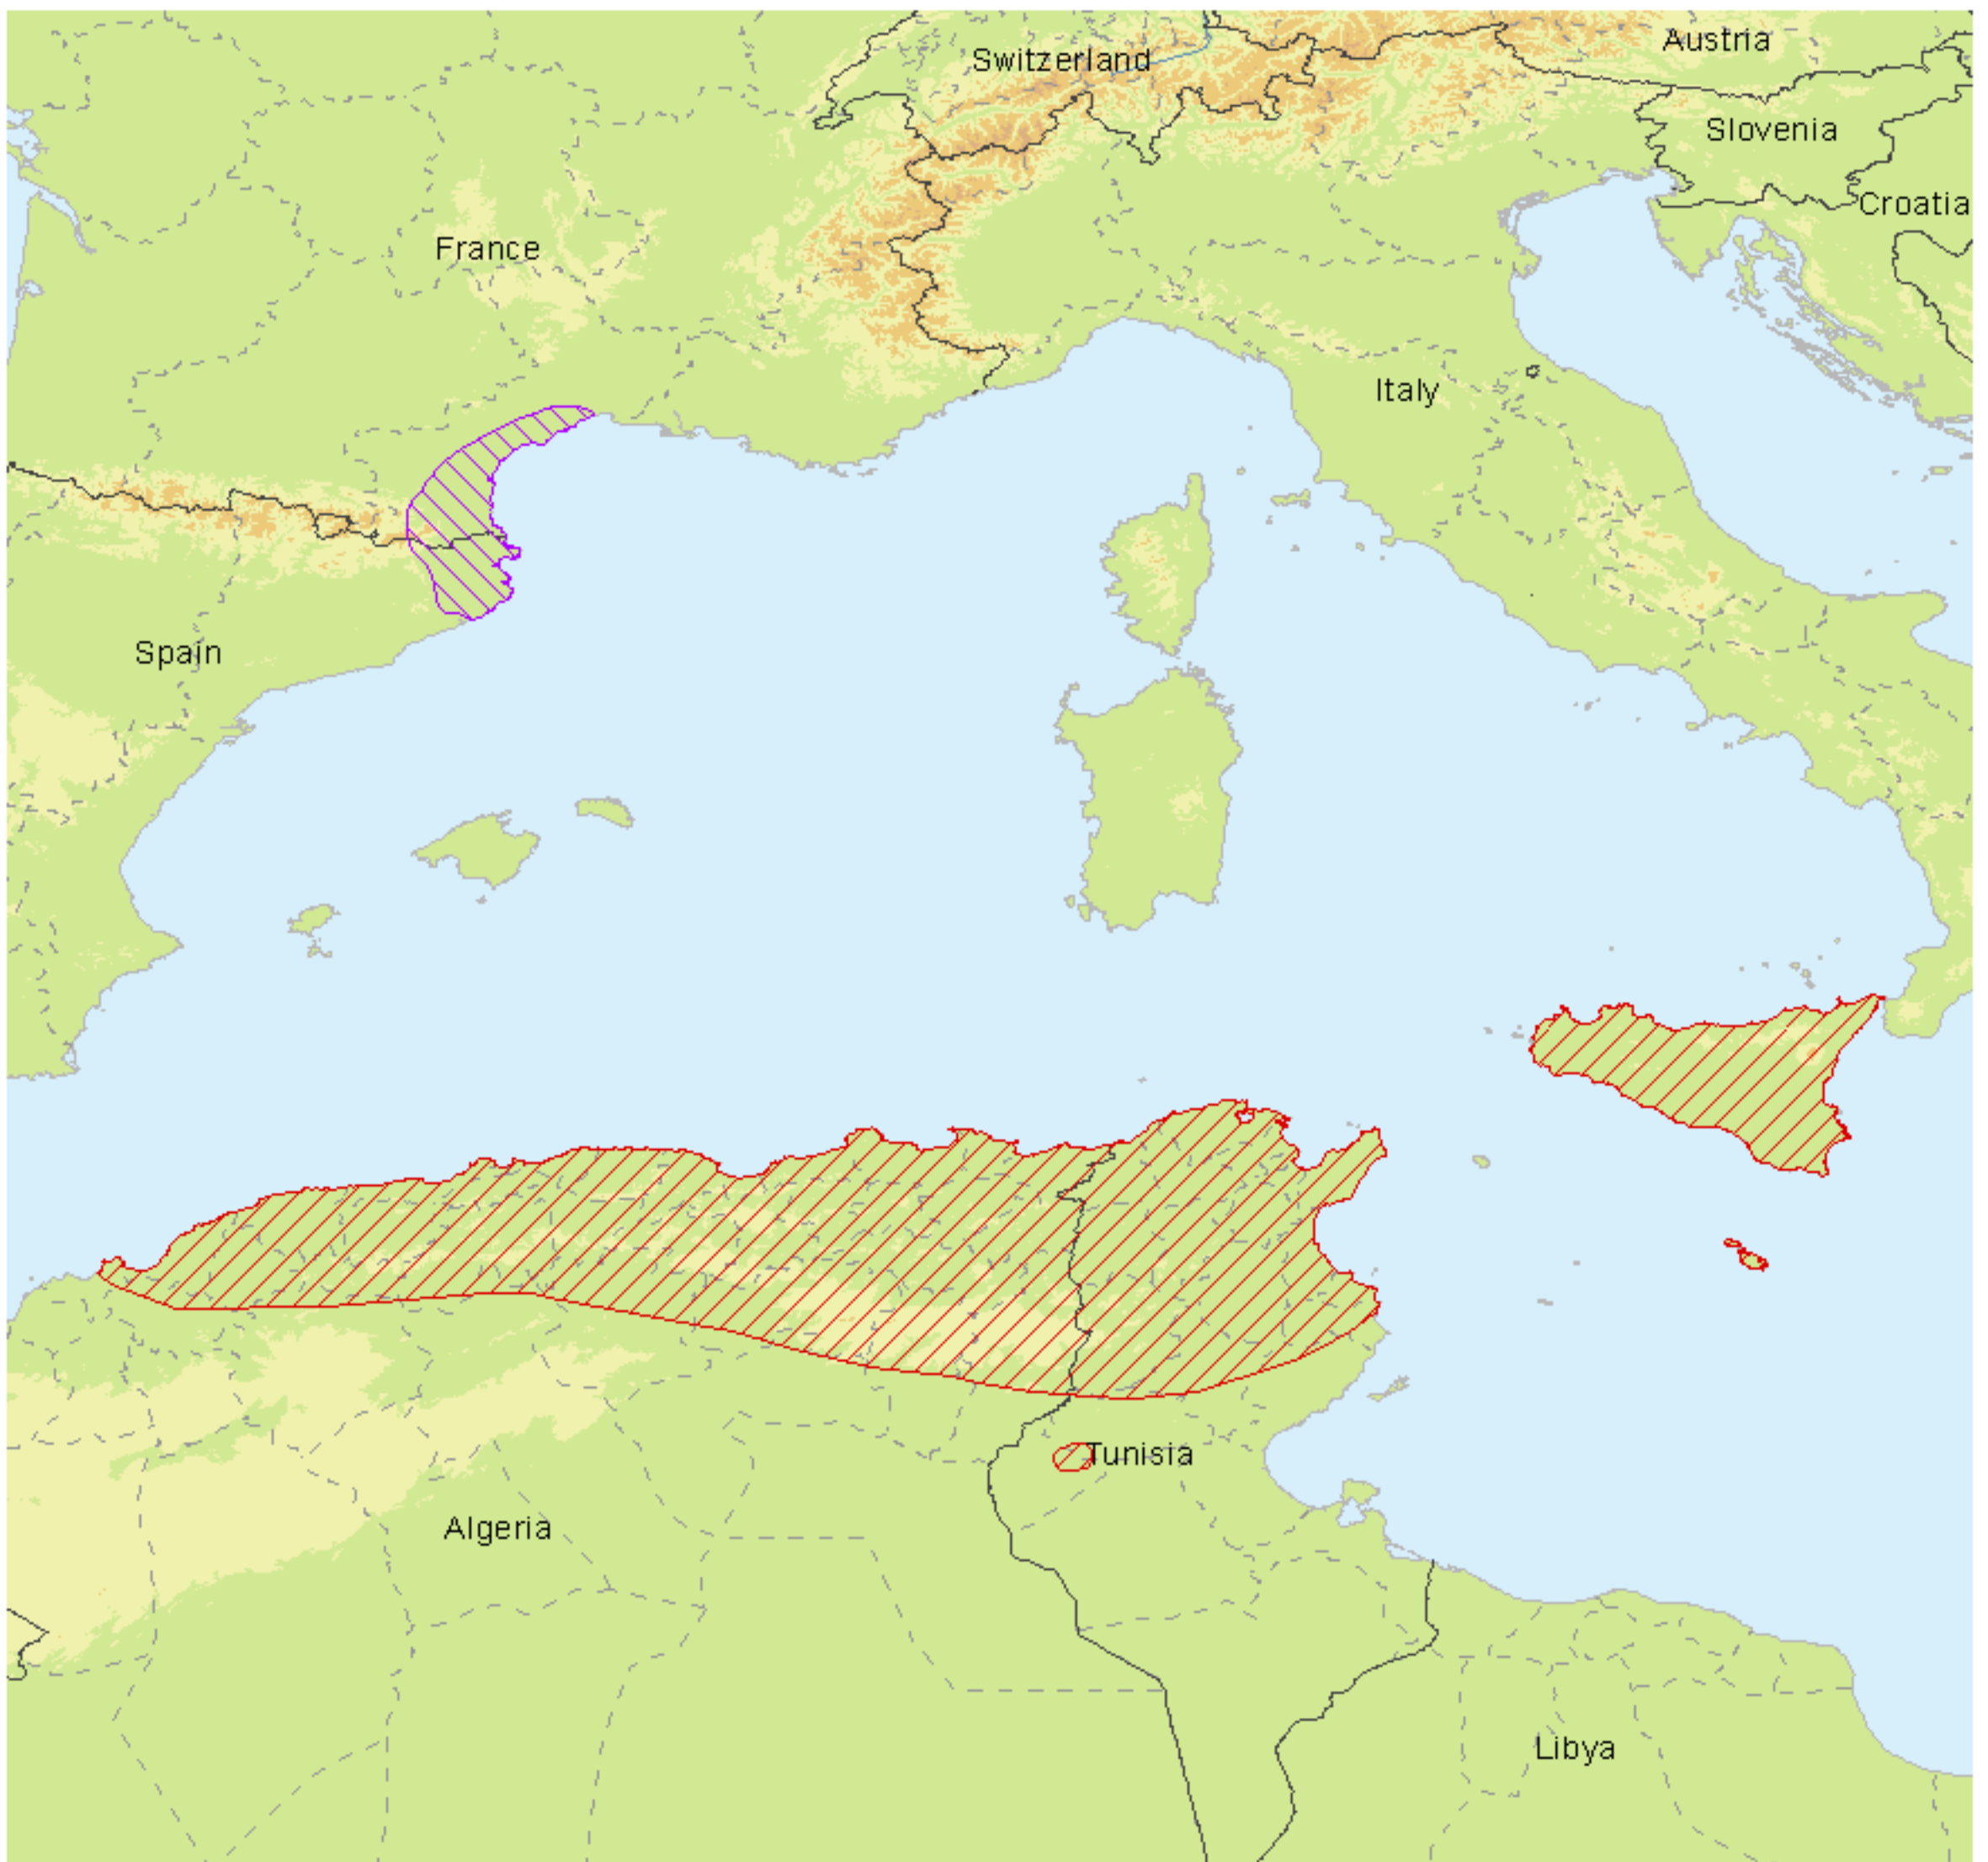 Austria
Switzerland
Slovenia
Croatia
France
Italy
Spain
Tunisia
Algeria
Libya